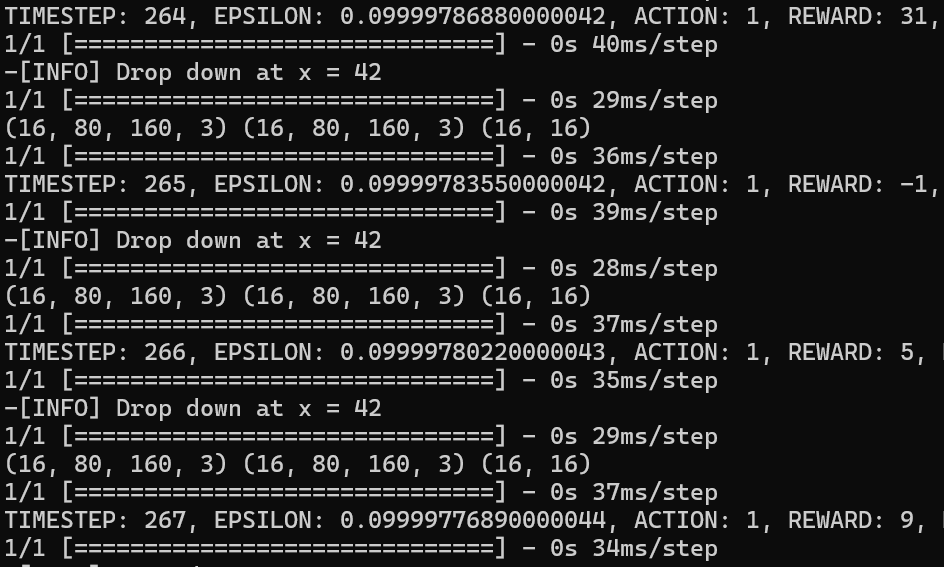 TIMESTEP: 264, EPSILON: 0.0999978688000​0042, ACTION: 1, REWARD: 31,
1/1 [==============================] - 0s 40ms/step
-[INFO] Drop down at x = 42
1/1 [==============================] - 0s 29ms/step
(16, 80, 160, 3) (16, 80, 160, 3) (16, 16)
1/1 [==============================] - 0s 36ms/step
TIMESTEP: 265, EPSILON: 0.09999783550000042, ACTION: 1, REWARD: -1,
1/1 [==============================] - 0s 39ms/step
-[INFO] Drop down at x = 42
1/1 [==============================] - 0s 28ms/step
(16, 80, 160, 3) (16, 80, 160, 3) (16, 16)
1/1 [==============================] - 0s 37ms/step
TIMESTEP: 266, EPSILON: 0.09999780220000043, ACTION: 1, REWARD: 5,
1/1 [==============================] - 0s 35ms/step
-[INFO] Drop down at x = 42
1/1 [==============================] - 0s 29ms/step
(16, 80, 160, 3) (16, 80, 160, 3) (16, 16)
1/1 [==============================] - 0s 37ms/step
TIMESTEP: 267, EPSILON: 0.09999776890000044, ACTION: 1, REWARD: 9,
1/1 [==============================] - 0s 34ms/step